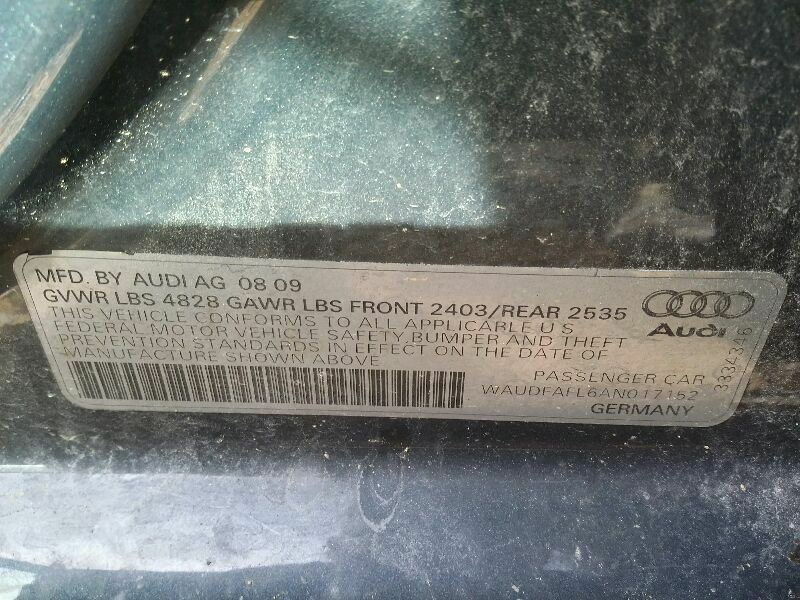 MFD. BY AUDI AG 08 09
GVWR LBS 4828 GAWR LBS FRONT 2403/REAR 2535
THIS VEHICLE CONFORMS TO ALL APPLICABLE U S
FEDERAL MOTOR VEHICLE SAFETY,BUMPER AND THEFT
PREVENTION STANDARDS IN EFFECT ON THE DATE OF
MANUFACTURE SHOWN ABOVE
Audi
PASSENGER CAR
WAUDFAFL6AN017152
GERMANY
3334346